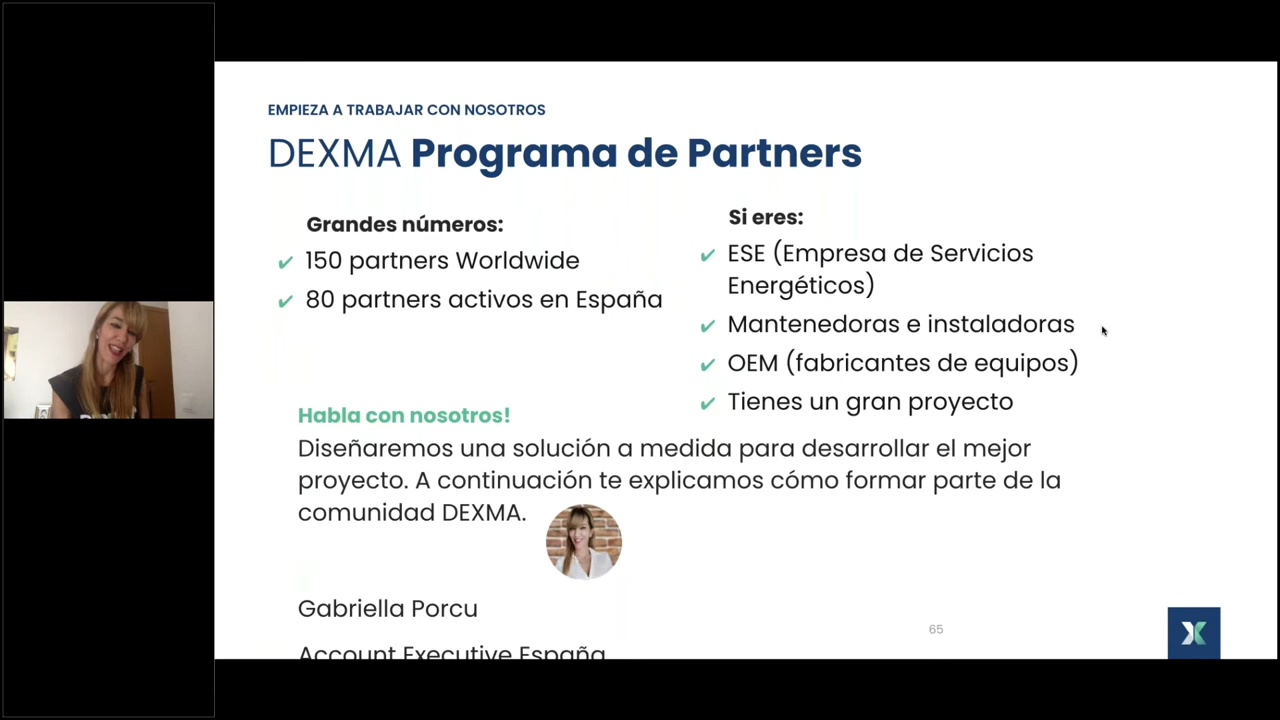 EMPIEZA A TRABAJAR CON NOSOTROS
DEXMA Programa de Partners
Grandes números:
✔ 150 partners Worldwide
✔ 80 partners activos en España
Si eres:
✔ ESE (Empresa de Servicios
Energéticos)
✔ Mantenedoras e instaladoras
✔ OEM (fabricantes de equipos)
✔ Tienes un gran proyecto
Habla con nosotros!
Diseñaremos una solución a medida para desarrollar el mejor
proyecto. A continuación te explicamos cómo formar parte de la
comunidad DEXMA.
Gabriella Porcu
Account Executive España
65